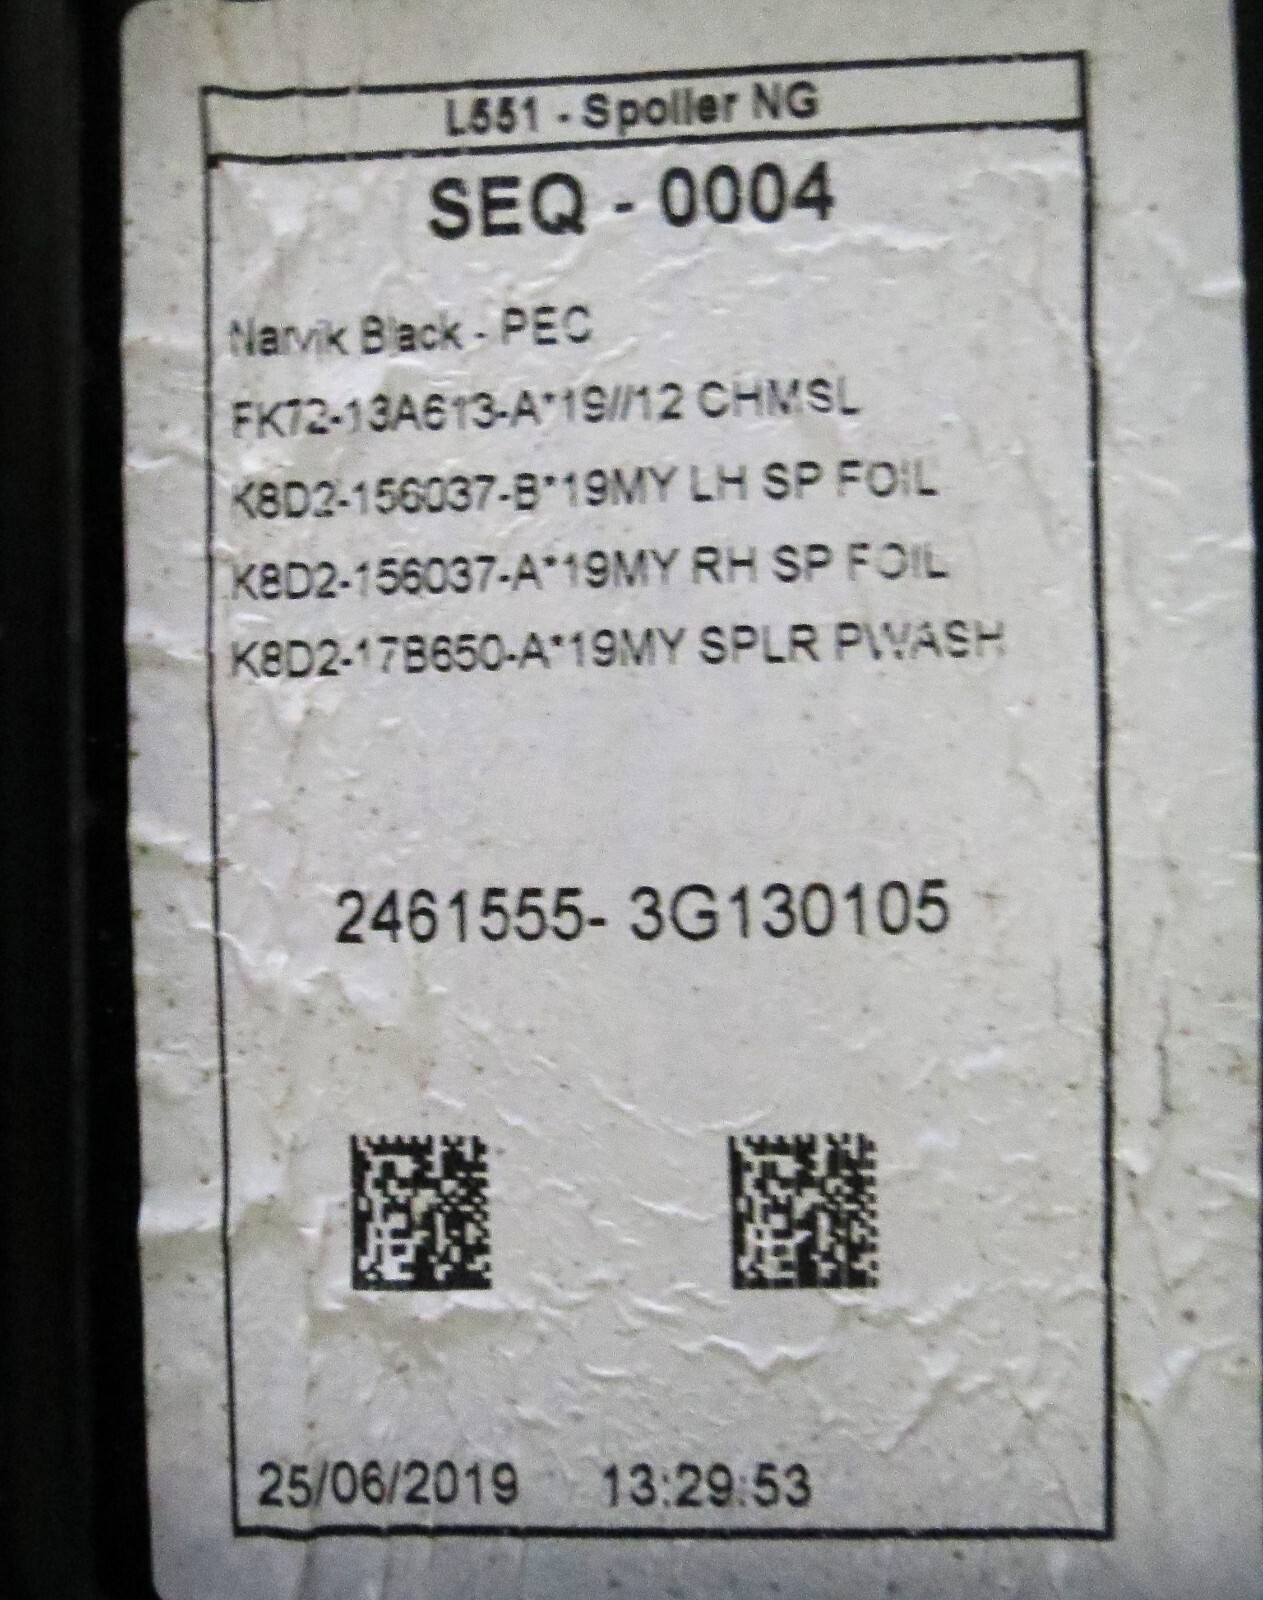 L551 - Spoiler NG
SEQ - 0004
Narvik Black - PEC
FK72-13A613-A*19//12 CHMSL
K8D2-156037-B*19MY LH SP FOIL
K8D2-156037-A*19MY RH SP FOIL
K8D2-17B650-A*19MY SPLR PWASH
2461555- 3G130105
25/06/2019 13:29:53